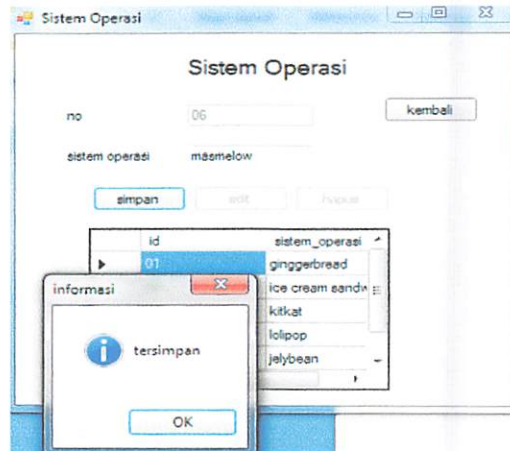 Sistem Operasi
Sistem Operasi
no 06 kembali
sistem operasi masmelow
simpan edit hapus
id sistem_operasi
01 ginggerbread
ice cream sandw
kitkat
lolipop
jelybean
informasi
tersimpan
OK